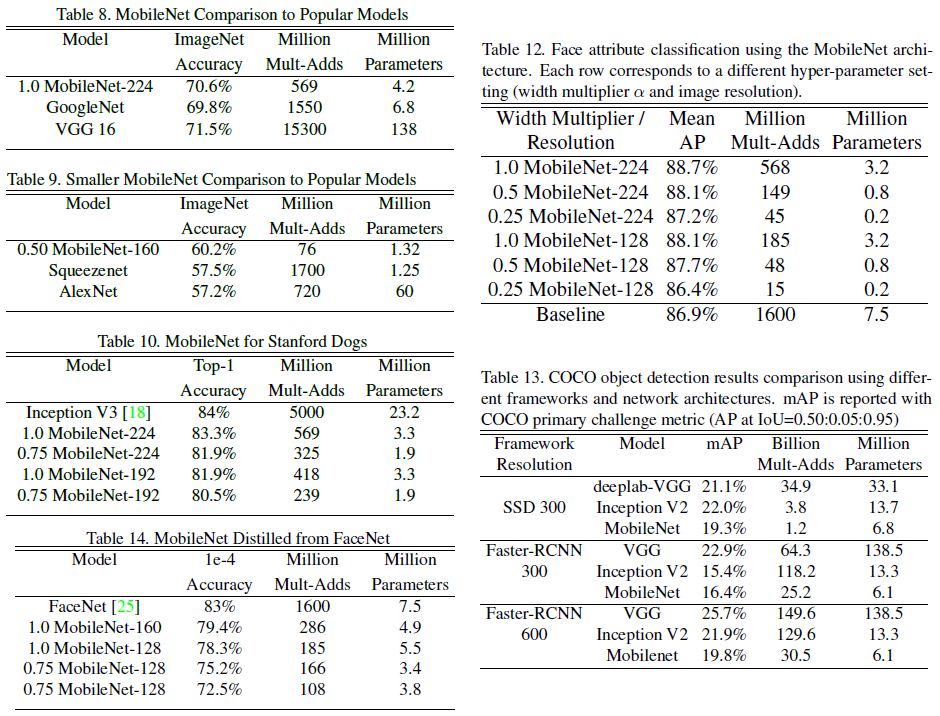 Table 8. MobileNet Comparison to Popular Models
Model ImageNet Million Million
Accuracy Mult-Adds Parameters
1.0 MobileNet-224 70.6% 569 4.2
GoogleNet 69.8% 1550 6.8
VGG 16 71.5% 15300 138
Table 9. Smaller MobileNet Comparison to Popular Models
Model ImageNet Million Million
Accuracy Mult-Adds Parameters
0.50 MobileNet-160 60.2% 76 1.32
Squeezenet 57.5% 1700 1.25
AlexNet 57.2% 720 60
Table 10. MobileNet for Stanford Dogs
Model Top-1 Million Million
Accuracy Mult-Adds Parameters
Inception V3 [18] 84% 5000 23.2
1.0 MobileNet-224 83.3% 569 3.3
0.75 MobileNet-224 81.9% 325 1.9
1.0 MobileNet-192 81.9% 418 3.3
0.75 MobileNet-192 80.5% 239 1.9
Table 14. MobileNet Distilled from FaceNet
Model 1e-4 Million Million
Accuracy Mult-Adds Parameters
FaceNet [25] 83% 1600 7.5
1.0 MobileNet-160 79.4% 286 4.9
1.0 MobileNet-128 78.3% 185 5.5
0.75 MobileNet-128 75.2% 166 3.4
0.75 MobileNet-128 72.5% 108 3.8
Table 12. Face attribute classification using the MobileNet archi-
tecture. Each row corresponds to a different hyper-parameter set-
ting (width multiplier α and image resolution).
Width Multiplier / Mean Million Million
Resolution AP Mult-Adds Parameters
1.0 MobileNet-224 88.7% 568 3.2
0.5 MobileNet-224 88.1% 149 0.8
0.25 MobileNet-224 87.2% 45 0.2
1.0 MobileNet-128 88.1% 185 3.2
0.5 MobileNet-128 87.7% 48 0.8
0.25 MobileNet-128 86.4% 15 0.2
Baseline 86.9% 1600 7.5
Table 13. COCO object detection results comparison using differ-
ent frameworks and network architectures. mAP is reported with
COCO primary challenge metric (AP at IoU=0.50:0.05:0.95)
Framework Model mAP Billion Million
Resolution Mult-Adds Parameters
deeplab-VGG 21.1% 34.9 33.1
SSD 300 Inception V2 22.0% 3.8 13.7
MobileNet 19.3% 1.2 6.8
Faster-RCNN VGG 22.9% 64.3 138.5
300 Inception V2 15.4% 118.2 13.3
MobileNet 16.4% 25.2 6.1
Faster-RCNN VGG 25.7% 149.6 138.5
600 Inception V2 21.9% 129.6 13.3
Mobilenet 19.8% 30.5 6.1